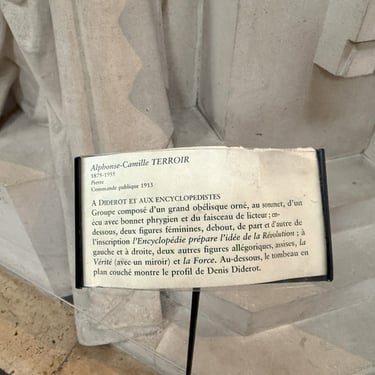 Alphonse-Camille TERROIR
1875-1955
Pierre
Commande publique 1913
A DIDEROT ET AUX ENCYCLOPEDISTES
Groupe composé d'un grand obélisque orné, au sommet, d'un
écu avec bonnet phrygien et du faisceau de licteur ; en-
dessous, deux figures féminines, debout, de part et d'autre de
l'inscription l'Encyclopédie prépare l'idée de la Révolution ; à
gauche et à droite, deux autres figures allégoriques, assises, la
Vérité (avec un miroir) et la Force. Au-dessous, le tombeau en
plan couché montre le profil de Denis Diderot.